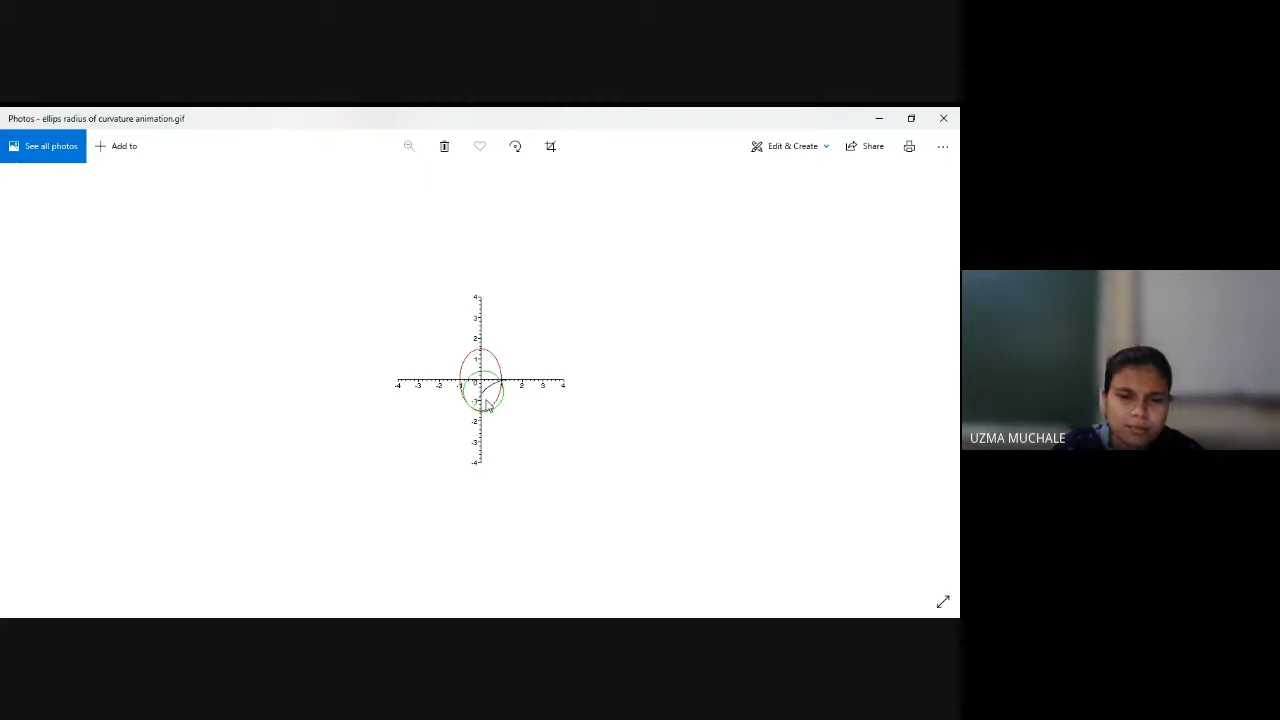 Photos - ellips radius of curvature animation.gif
See all photos
Add to
Edit & Create
Share
4
3
2
1
-4 -3 -2 -1 0 2 3 4
-1
-2
-3
-4
UZMA MUCHALE